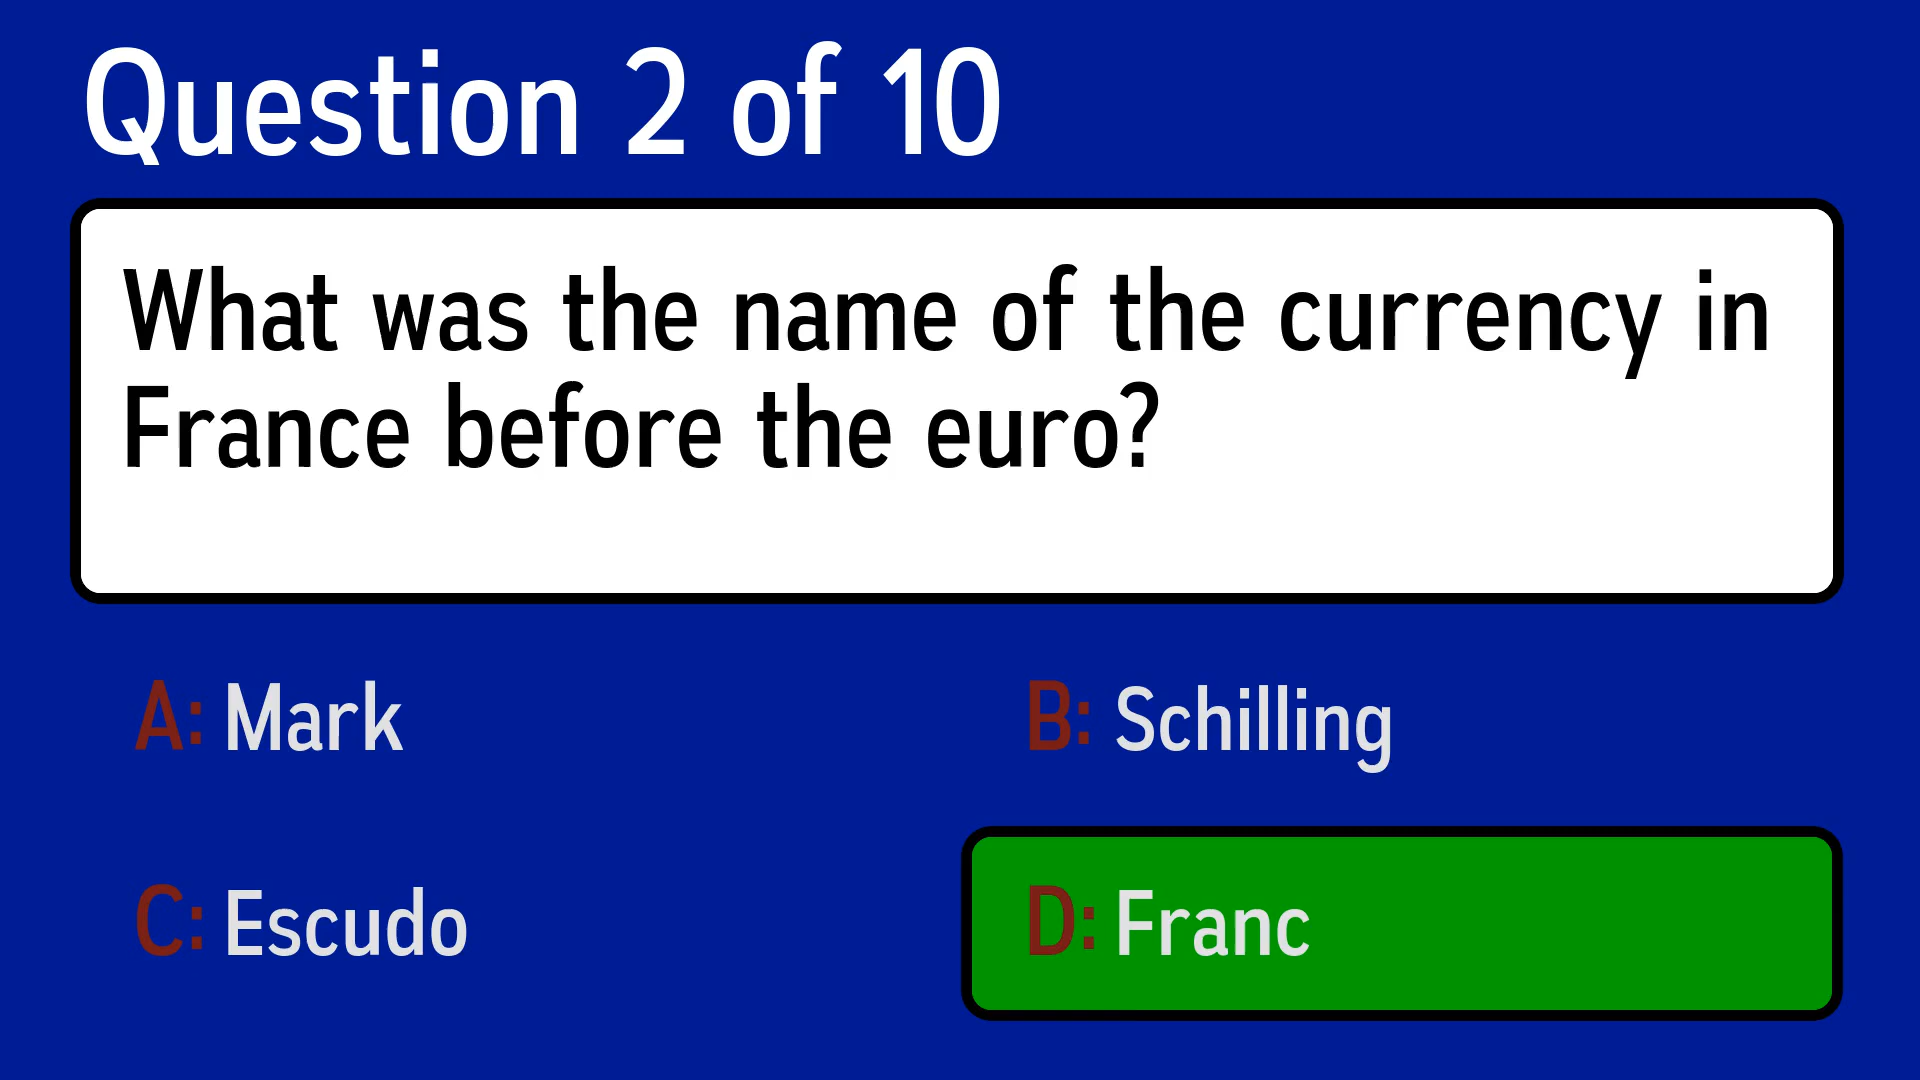 Question 2 of 10
What was the name of the currency in
France before the euro?
A: Mark
B: Schilling
C: Escudo
D: Franc